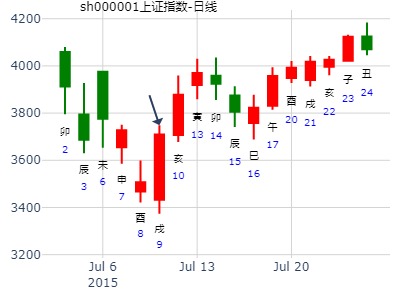 sh000001上证指数-日线
4200
4000
3800
3600
3400
3200
卯
2
辰
3
未
6
申
7
酉
8
戌
9
亥
10
寅
13
卯
14
辰
15
巳
16
午
17
酉
20
戌
21
亥
22
子
23
丑
24
Jul 6
2015
Jul 13
Jul 20